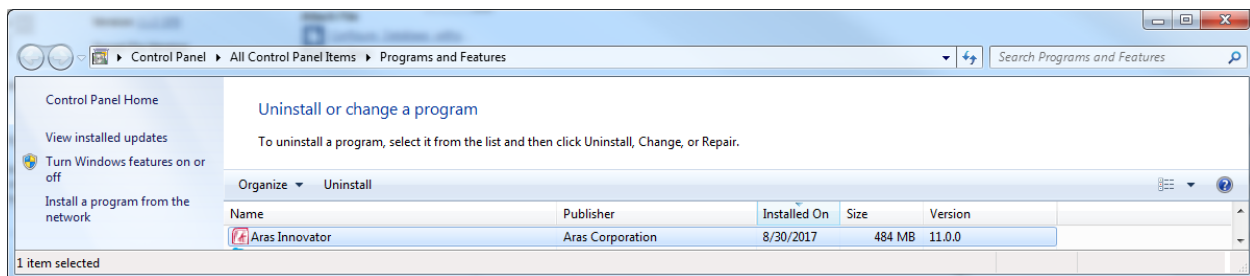 Control Panel ▸ All Control Panel Items ▸ Programs and Features
Search Programs and Features
Control Panel Home
View installed updates
Turn Windows features on or
off
Install a program from the
network
Uninstall or change a program
To uninstall a program, select it from the list and then click Uninstall, Change, or Repair.
Organize Uninstall
Name Publisher Installed On Size Version
Aras Innovator Aras Corporation 8/30/2017 484 MB 11.0.0
1 item selected